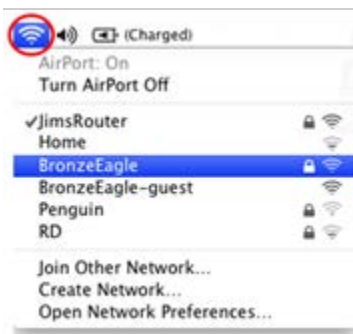 (Charged)
AirPort: On
Turn AirPort Off
✓JimsRouter
Home
BronzeEagle
BronzeEagle-guest
Penguin
RD
Join Other Network...
Create Network...
Open Network Preferences...